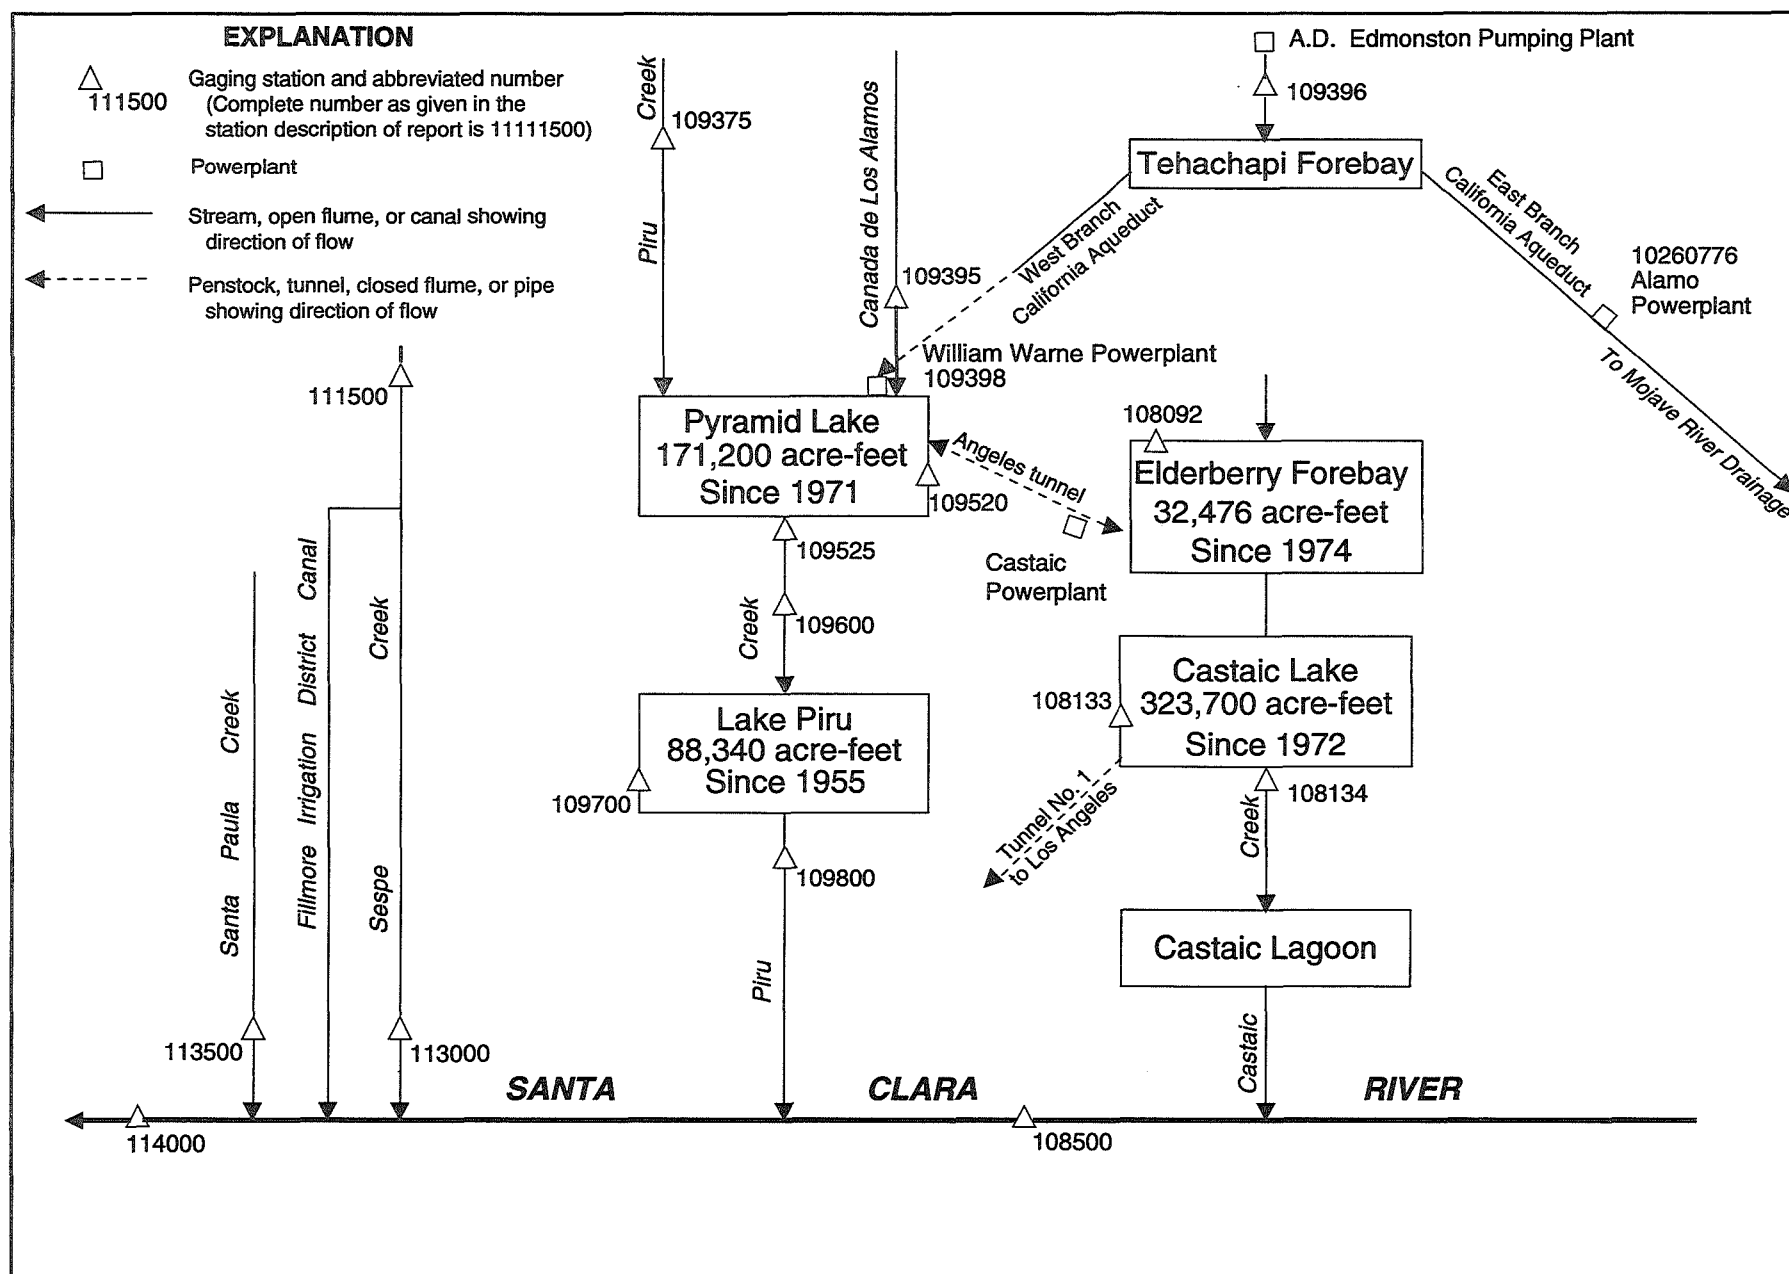 EXPLANATION
111500
Gaging station and abbreviated number
(Complete number as given in the
station description of report is 11111500)
Powerplant
Stream, open flume, or canal showing
direction of flow
Penstock, tunnel, closed flume, or pipe
showing direction of flow
A.D. Edmonston Pumping Plant
109396
Tehachapi Forebay
West Branch
California Aqueduct
East Branch
California Aqueduct
10260776
Alamo
Powerplant
To Mojave River Drainage
Piru Creek
109375
Canada de Los Alamos
109395
William Warne Powerplant
109398
Pyramid Lake
171,200 acre-feet
Since 1971
109520
Angeles tunnel
Castaic
Powerplant
108092
Elderberry Forebay
32,476 acre-feet
Since 1974
109525
109600
Creek
Lake Piru
88,340 acre-feet
Since 1955
109700
109800
Piru
108133
Castaic Lake
323,700 acre-feet
Since 1972
Tunnel No. 1
to Los Angeles
108134
Creek
Castaic Lagoon
Castaic
111500
Sespe Creek
Fillmore Irrigation District Canal
Santa Paula Creek
113500
113000
SANTA CLARA RIVER
114000
108500